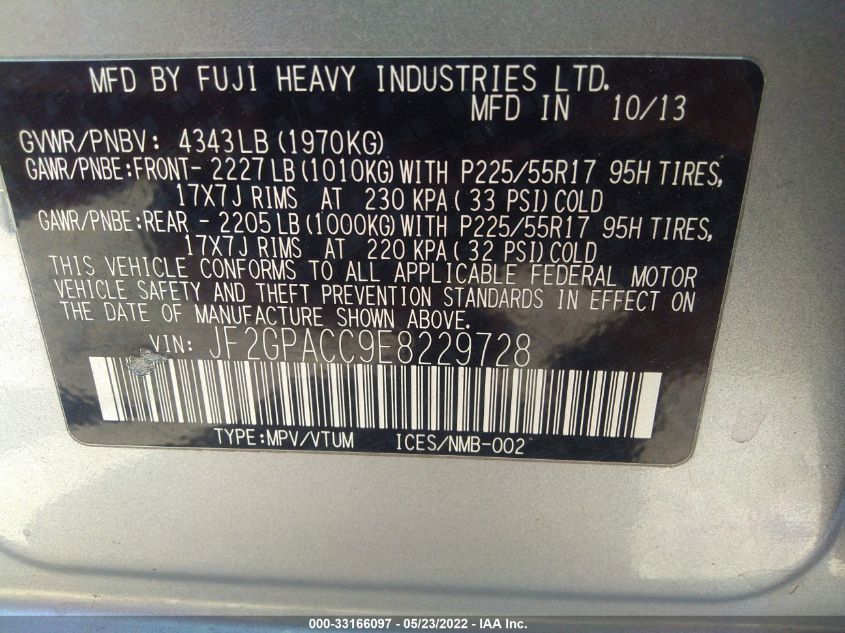 MFD BY FUJI HEAVY INDUSTRIES LTD.
MFD IN 10/13
GVWR/PNBV: 4343LB(1970KG)
GAWR/PNBE:FRONT- 2227LB(1010KG)WITH P225/55R17 95H TIRES,
17X7J RIMS AT 230 KPA( 33 PSI)COLD
GAWR/PNBE:REAR - 2205LB(1000KG)WITH P225/55R17 95H TIRES,
17X7J RIMS AT 220 KPA( 32 PSI)COLD
THIS VEHICLE CONFORMS TO ALL APPLICABLE FEDERAL MOTOR
VEHICLE SAFETY AND THEFT PREVENTION STANDARDS IN EFFECT ON
THE DATE OF MANUFACTURE SHOWN ABOVE.
VIN: JF2GPACC9E8229728
TYPE:MPV/VTUM ICES/NMB-002
000-33166097 - 05/23/2022 - IAA Inc.